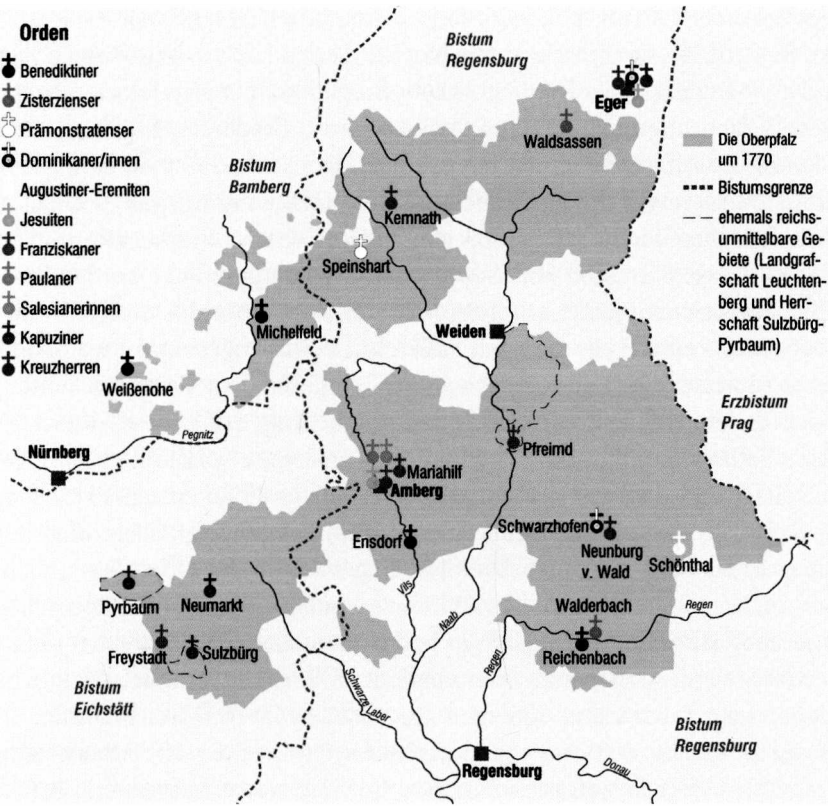 Orden
Benediktiner
Zisterzienser
Prämonstratenser
Dominikaner/innen
Augustiner-Eremiten
Jesuiten
Franziskaner
Paulaner
Salesianerinnen
Kapuziner
Kreuzherren
Bistum
Regensburg
Eger
Waldsassen
Bistum
Bamberg
Kemnath
Speinshart
Michelfeld
Weiden
Weißenohe
Pegnitz
Nürnberg
Pfreimd
Mariahilf
Amberg
Ensdorf
Schwarzhofen
Neunburg
v. Wald
Schönthal
Vils
Naab
Pyrbaum
Neumarkt
Walderbach
Regen
Freystadt
Sulzbürg
Reichenbach
Regen
Schwarze Laber
Bistum
Eichstätt
Bistum
Regensburg
Regensburg
Donau
Die Oberpfalz
um 1770
Bistumsgrenze
ehemals reichs-
unmittelbare Ge-
biete (Landgraf-
schaft Leuchten-
berg und Herr-
schaft Sulzbürg-
Pyrbaum)
Erzbistum
Prag